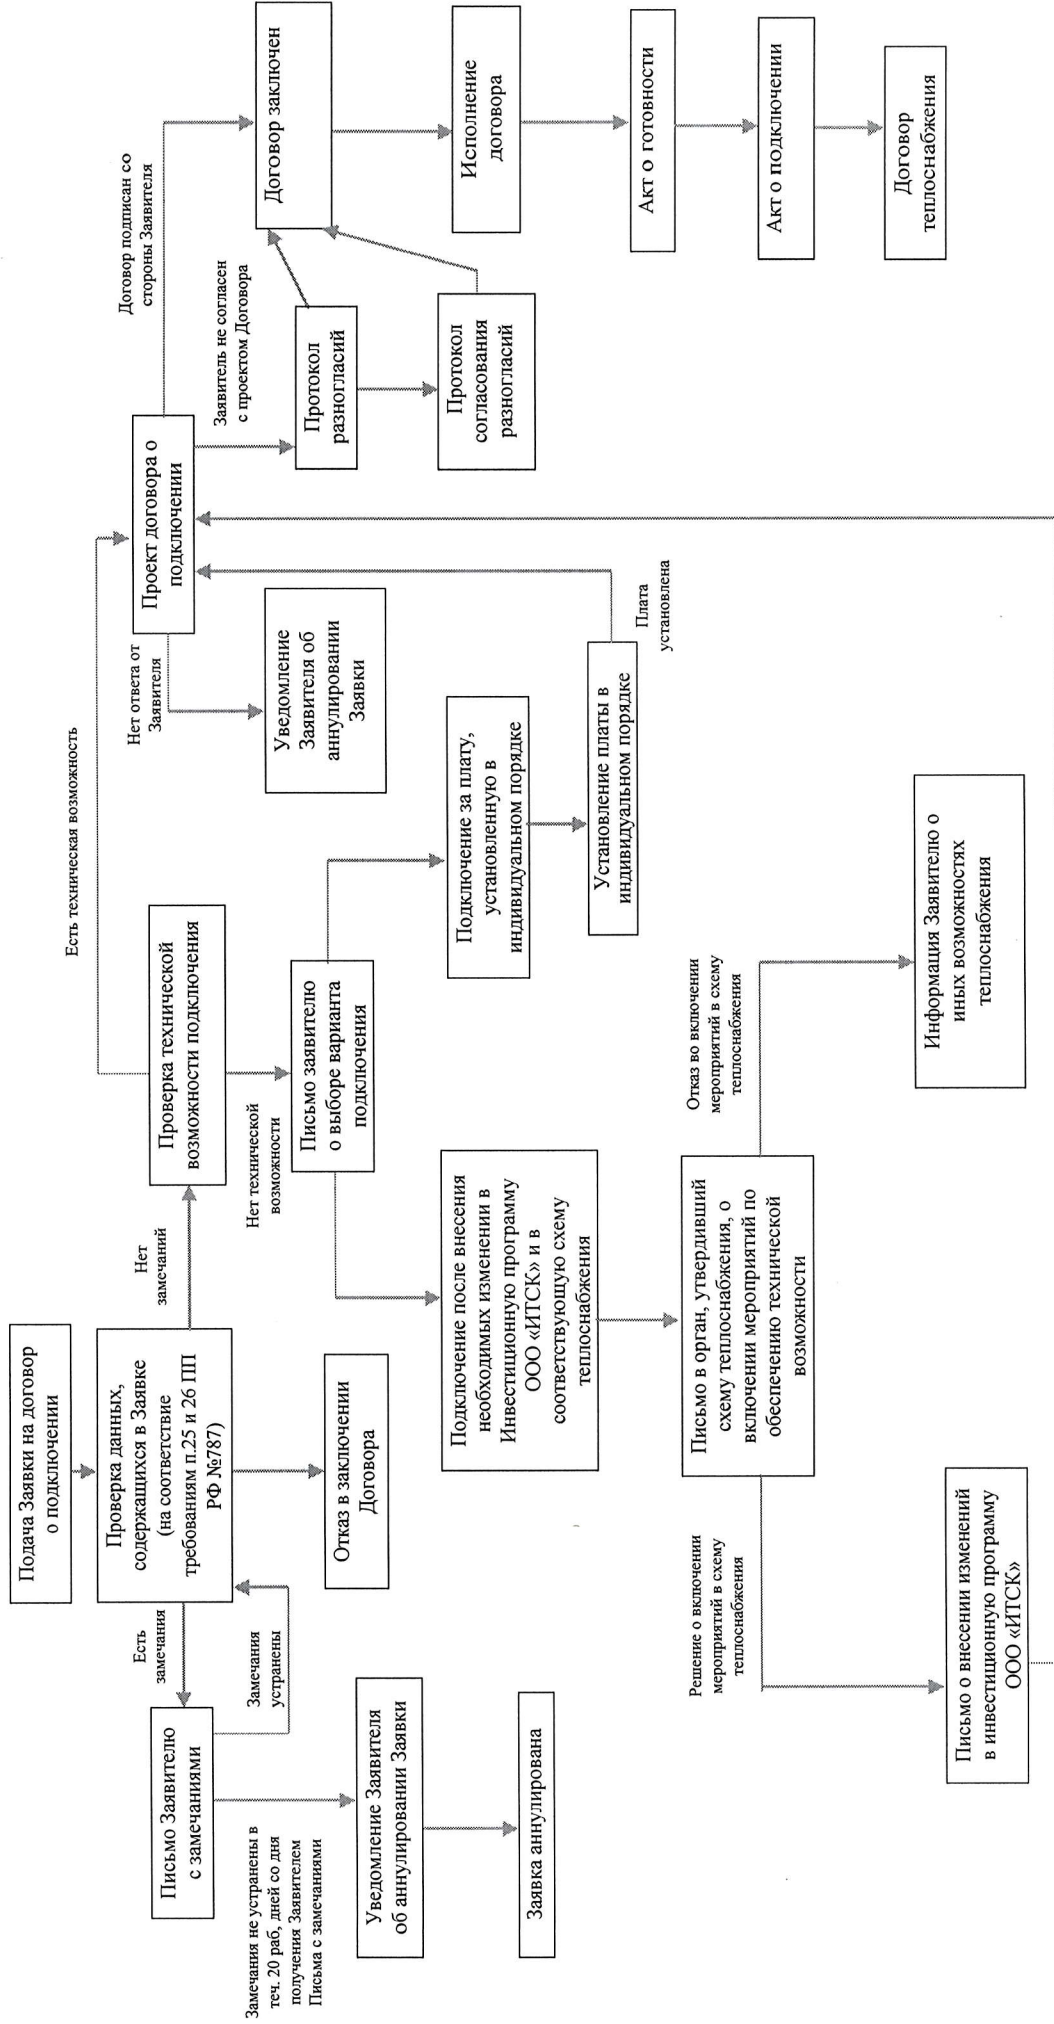 Подача Заявки на договор
о подключении
Проверка данных,
содержащихся в Заявке
(на соответствие
требованиям п.25 и 26 ПП
РФ №787)
Есть
замечания
Нет
замечаний
Письмо Заявителю
с замечаниями
Замечания
устранены
Замечания не устранены в
теч. 20 раб, дней со дня
получения Заявителем
Письма с замечаниями
Уведомление Заявителя
об аннулировании Заявки
Заявка аннулирована
Отказ в заключении
Договора
Проверка технической
возможности подключения
Есть техническая возможность
Нет технической
возможности
Письмо заявителю
о выборе варианта
подключения
Подключение после внесения
необходимых изменении в
Инвестиционную программу
ООО «ИТСК» и в
соответствующую схему
теплоснабжения
Подключение за плату,
установленную в
индивидуальном порядке
Установление платы в
индивидуальном порядке
Плата
установлена
Письмо в орган, утвердивший
схему теплоснабжения, о
включении мероприятий по
обеспечению технической
возможности
Решение о включении
мероприятий в схему
теплоснабжения
Отказ во включении
мероприятий в схему
теплоснабжения
Письмо о внесении изменений
в инвестиционную программу
ООО «ИТСК»
Информация Заявителю о
иных возможностях
теплоснабжения
Проект договора о
подключении
Нет ответа от
Заявителя
Уведомление
Заявителя об
аннулировании
Заявки
Договор подписан со
стороны Заявителя
Заявитель не согласен
с проектом Договора
Протокол
разногласий
Протокол
согласования
разногласий
Договор заключен
Исполнение
договора
Акт о готовности
Акт о подключении
Договор
теплоснабжения